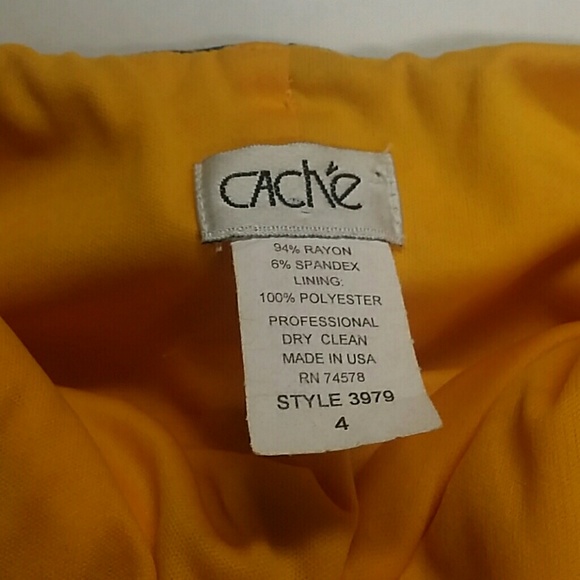 CACHÉ
94% RAYON
6% SPANDEX
LINING:
100% POLYESTER
PROFESSIONAL
DRY CLEAN
MADE IN USA
RN 74578
STYLE 3979
4